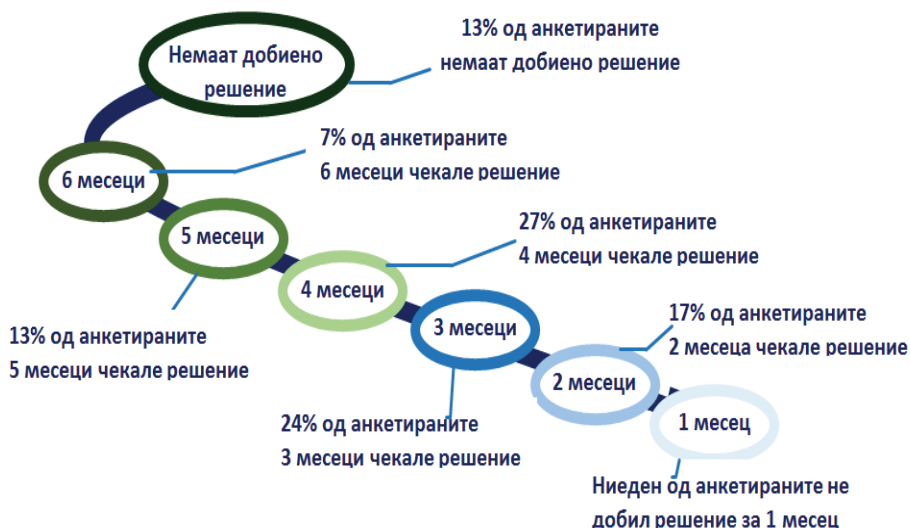 Немаат добиено
решение
13% од анкетираните
немаат добиено решение
6 месеци
7% од анкетираните
6 месеци чекале решение
5 месеци
13% од анкетираните
5 месеци чекале решение
4 месеци
27% од анкетираните
4 месеци чекале решение
3 месеци
24% од анкетираните
3 месеци чекале решение
2 месеци
17% од анкетираните
2 месеца чекале решение
1 месец
Ниеден од анкетираните не
добил решение за 1 месец